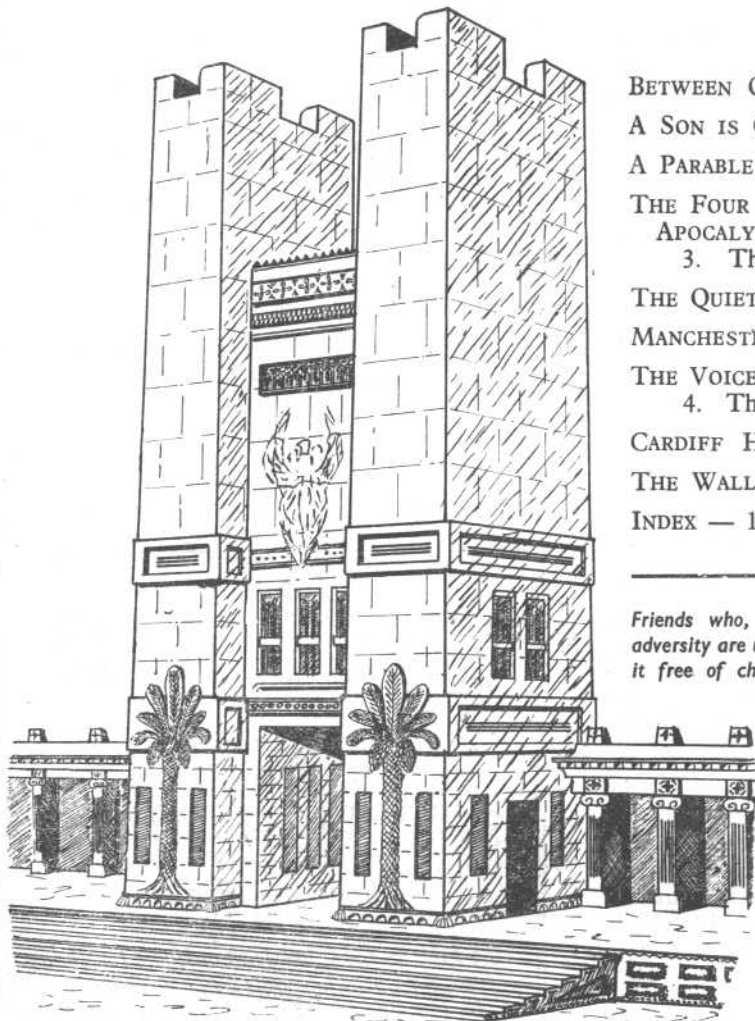 BETWEEN
A SON IS
A PARABLE
THE FOUR
APOCALY
3. Th
THE QUIET
MANCHEST
THE VOICE
4. Th
CARDIFF H
THE WALL
INDEX — 1
Friends who,
adversity are
it free of ch